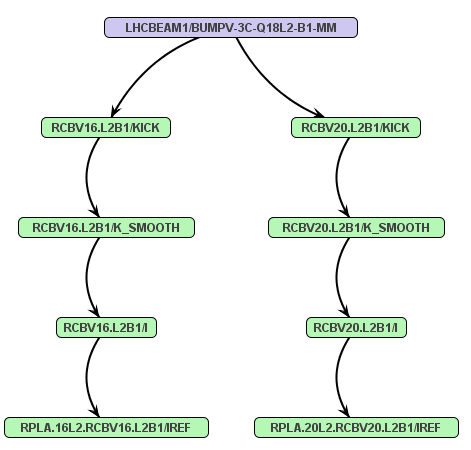 LHCBEAM1/BUMPV-3C-Q18L2-B1-MM
RCBV16.L2B1/KICK
RCBV20.L2B1/KICK
RCBV16.L2B1/K_SMOOTH
RCBV20.L2B1/K_SMOOTH
RCBV16.L2B1/I
RCBV20.L2B1/I
RPLA.16L2.RCBV16.L2B1/IREF
RPLA.20L2.RCBV20.L2B1/IREF